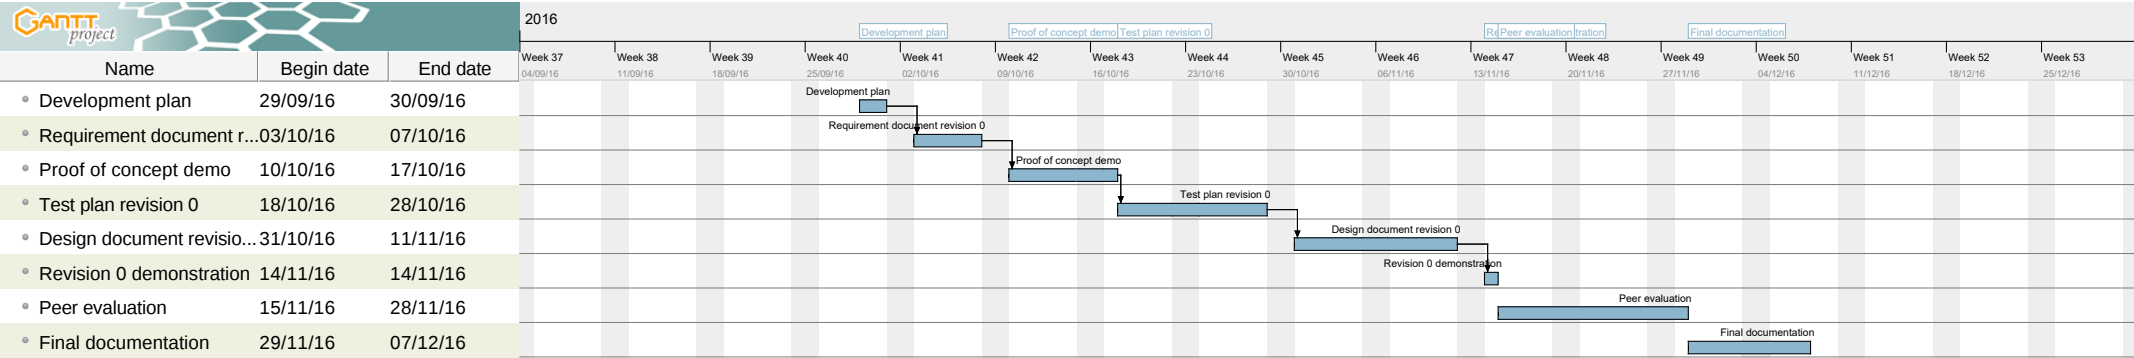 GANTT
project
2016
Development plan
Proof of concept demo
Test plan revision 0
Re
Peer evaluation
tration
Final documentation
Name
Begin date
End date
Week 37
Week 38
Week 39
Week 40
Week 41
Week 42
Week 43
Week 44
Week 45
Week 46
Week 47
Week 48
Week 49
Week 50
Week 51
Week 52
Week 53
04/09/16
11/09/16
18/09/16
25/09/16
02/10/16
09/10/16
16/10/16
23/10/16
30/10/16
06/11/16
13/11/16
20/11/16
27/11/16
04/12/16
11/12/16
18/12/16
25/12/16
Development plan 29/09/16 30/09/16
Development plan
Requirement document r... 03/10/16 07/10/16
Requirement document revision 0
Proof of concept demo 10/10/16 17/10/16
Proof of concept demo
Test plan revision 0 18/10/16 28/10/16
Test plan revision 0
Design document revisio... 31/10/16 11/11/16
Design document revision 0
Revision 0 demonstration 14/11/16 14/11/16
Revision 0 demonstration
Peer evaluation 15/11/16 28/11/16
Peer evaluation
Final documentation 29/11/16 07/12/16
Final documentation